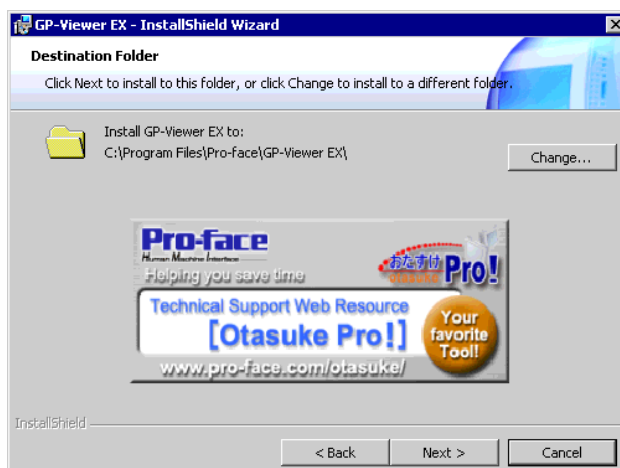 GP-Viewer EX - InstallShield Wizard
Destination Folder
Click Next to install to this folder, or click Change to install to a different folder.
Install GP-Viewer EX to:
C:\Program Files\Pro-face\GP-Viewer EX\
Change...
Pro-face
Human Machine Interface
Helping you save time
おたすけ Pro!
otasuke
Technical Support Web Resource
[Otasuke Pro!]
Your
favorite
Tool!
www.pro-face.com/otasuke/
InstallShield
< Back
Next >
Cancel